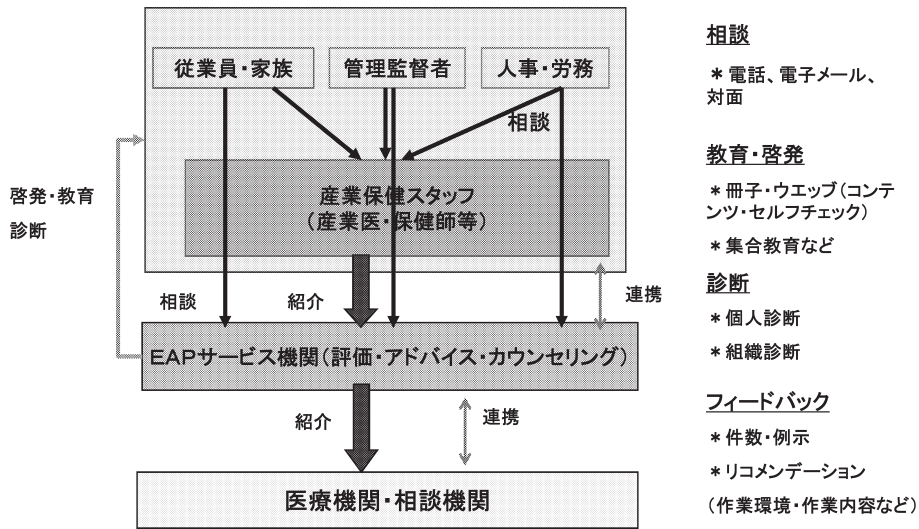 従業員・家族
管理監督者
人事・労務
相談
産業保健スタッフ
(産業医・保健師等)
啓発・教育
診断
相談
紹介
連携
EAPサービス機関(評価・アドバイス・カウンセリング)
紹介
連携
医療機関・相談機関
相談
*電話、電子メール、
対面
教育・啓発
*冊子・ウエッブ(コンテ
ンツ・セルフチェック)
*集合教育など
診断
*個人診断
*組織診断
フィードバック
*件数・例示
*リコメンデーション
(作業環境・作業内容など)